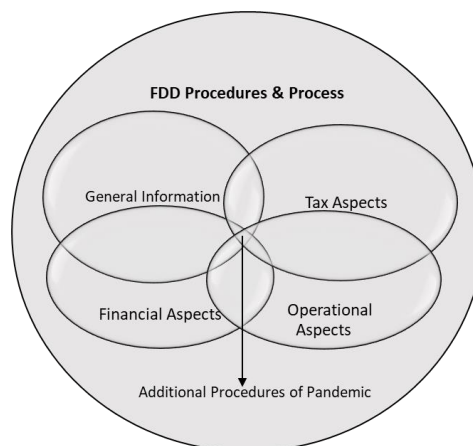 FDD Procedures & Process
General Information
Tax Aspects
Financial Aspects
Operational
Aspects
Additional Procedures of Pandemic